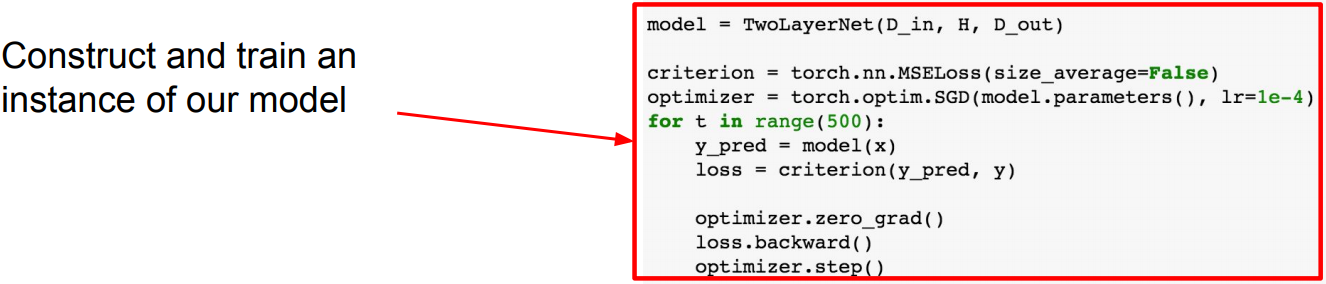 Construct and train an
instance of our model
model = TwoLayerNet(D_in, H, D_out)
criterion = torch.nn.MSELoss(size_average=False)
optimizer = torch.optim.SGD(model.parameters(), lr=1e-4)
for t in range(500):
    y_pred = model(x)
    loss = criterion(y_pred, y)
    optimizer.zero_grad()
    loss.backward()
    optimizer.step()